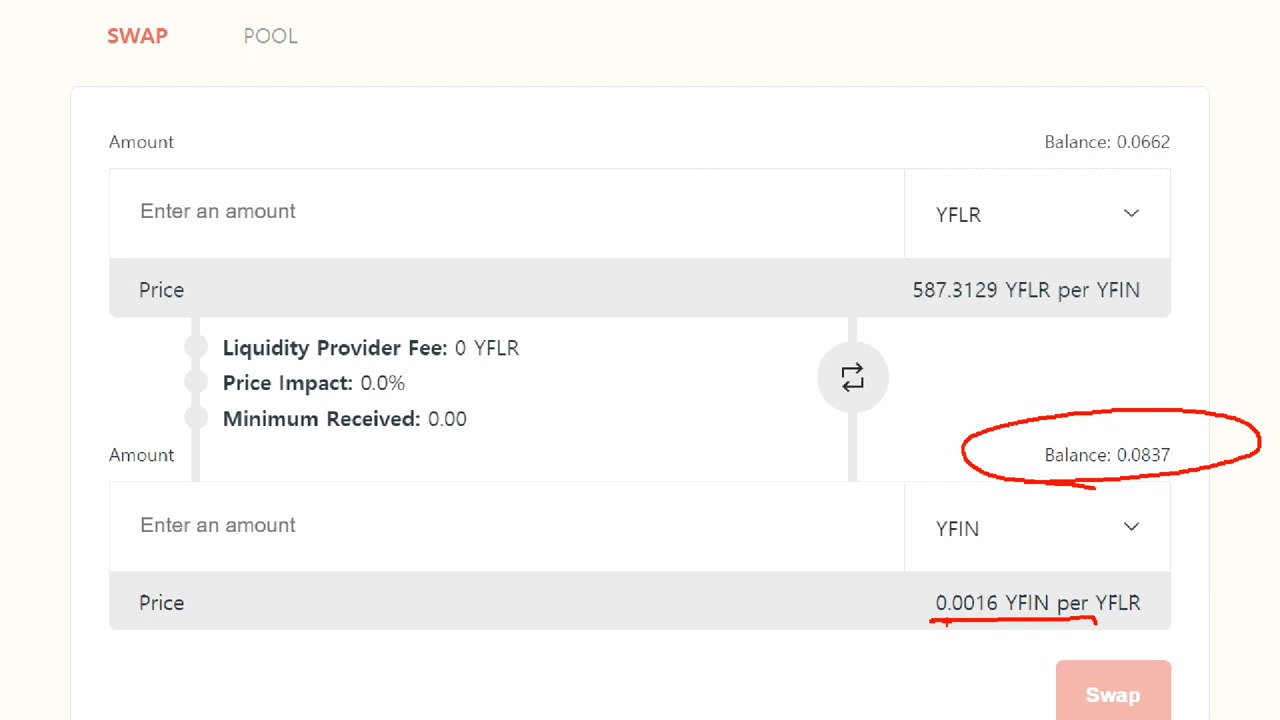 SWAP POOL
Amount Balance: 0.0662
Enter an amount YFLR
Price 587.3129 YFLR per YFIN
Liquidity Provider Fee: 0 YFLR
Price Impact: 0.0%
Minimum Received: 0.00
Amount Balance: 0.0837
Enter an amount YFIN
Price 0.0016 YFIN per YFLR
Swap